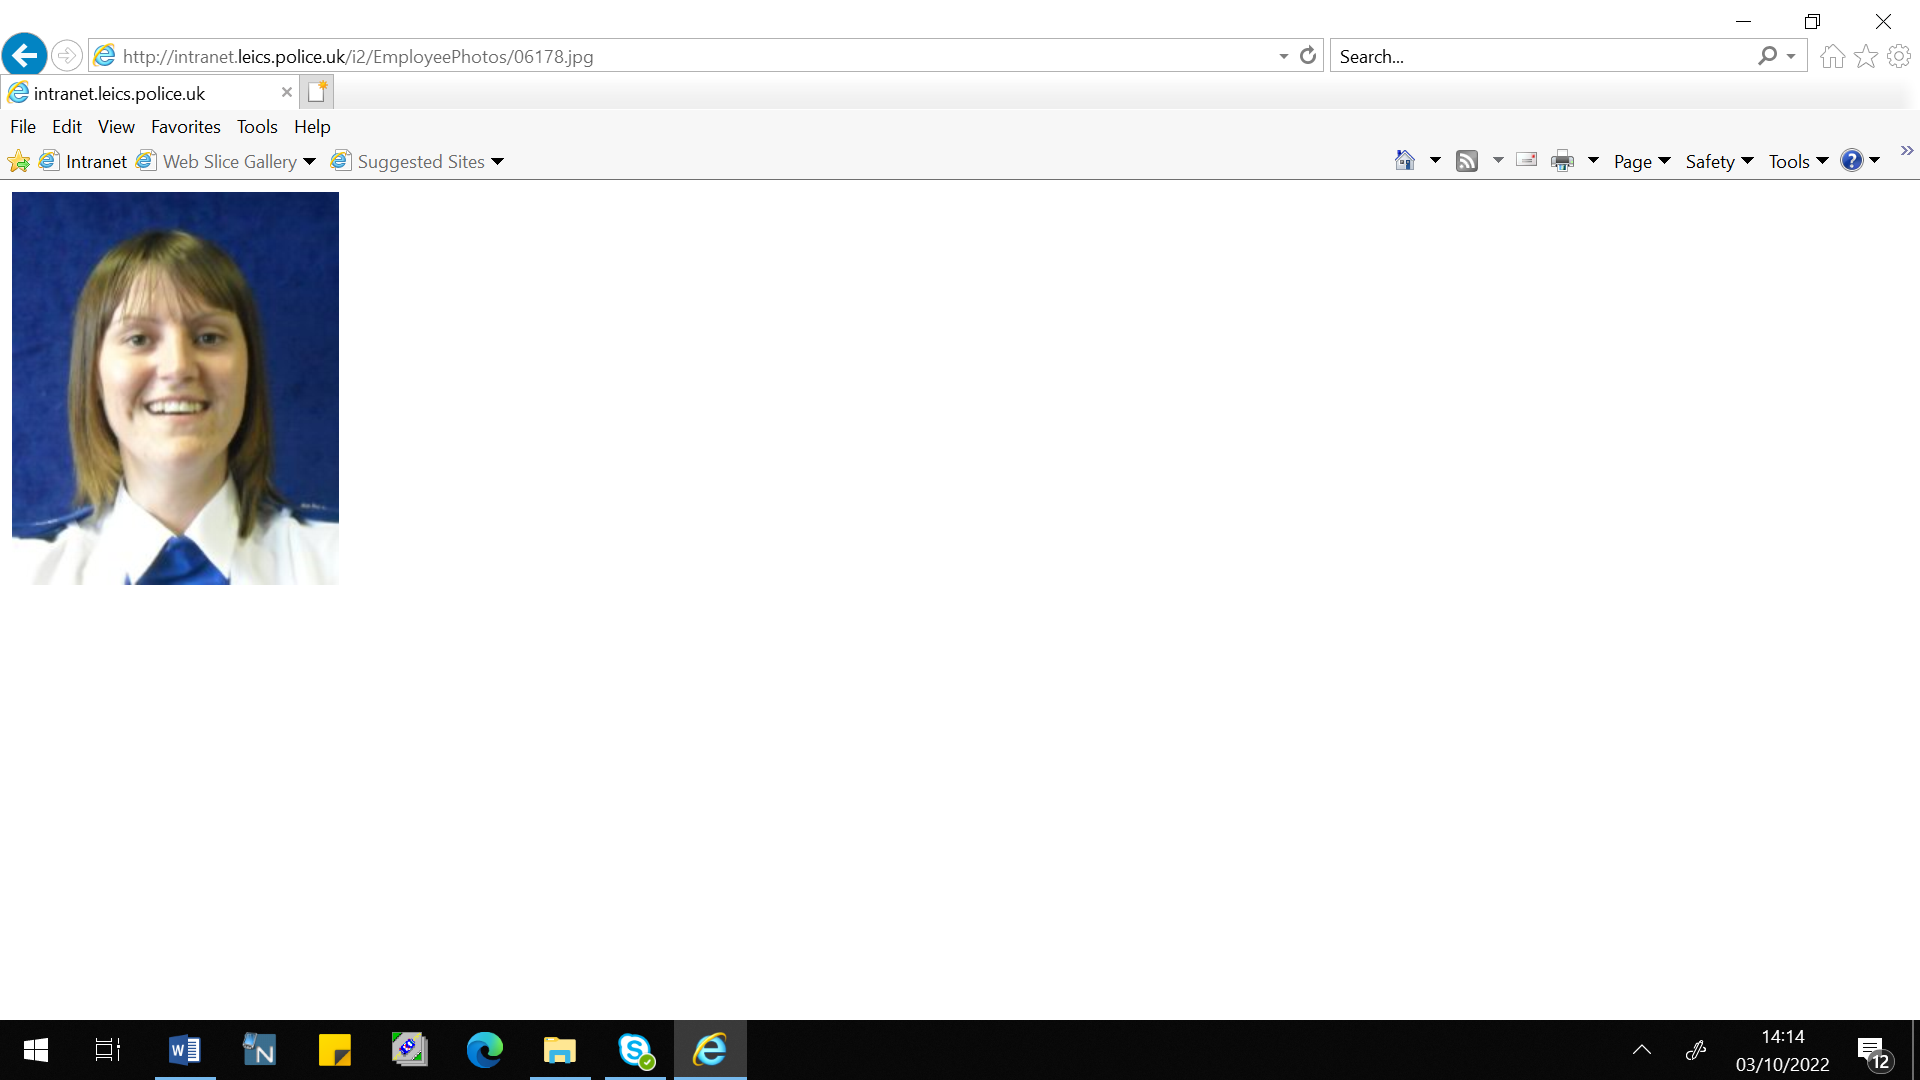 http://intranet.leics.police.uk/i2/EmployeePhotos/06178.jpg
Search...
intranet.leics.police.uk
File Edit View Favorites Tools Help
Intranet Web Slice Gallery Suggested Sites
Page Safety Tools
14:14
03/10/2022
12